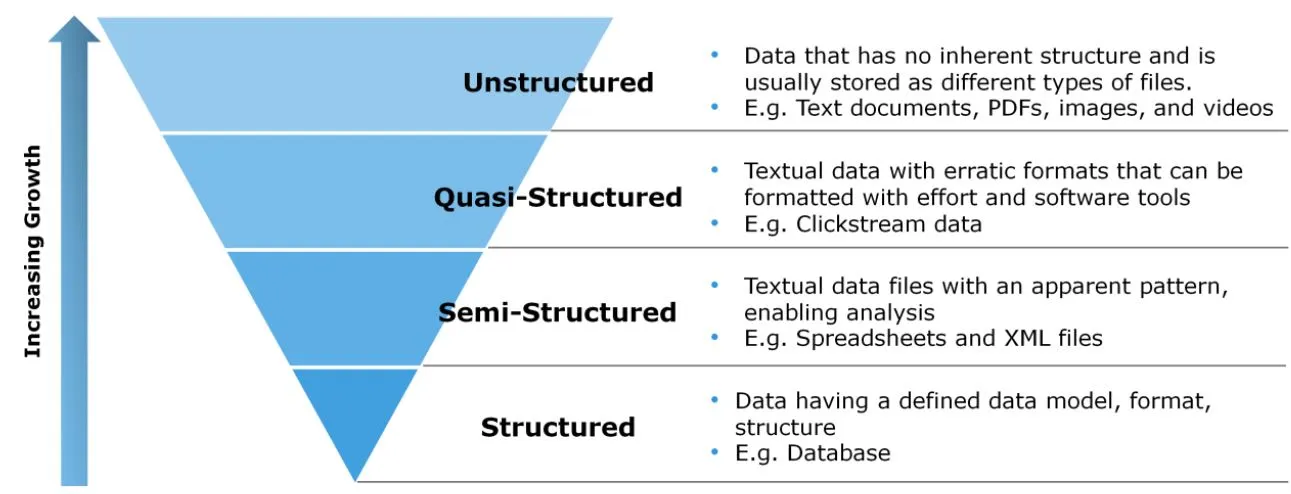 Increasing Growth
Unstructured
• Data that has no inherent structure and is
usually stored as different types of files.
• E.g. Text documents, PDFs, images, and videos
Quasi-Structured
• Textual data with erratic formats that can be
formatted with effort and software tools
• E.g. Clickstream data
Semi-Structured
• Textual data files with an apparent pattern,
enabling analysis
• E.g. Spreadsheets and XML files
Structured
• Data having a defined data model, format,
structure
• E.g. Database